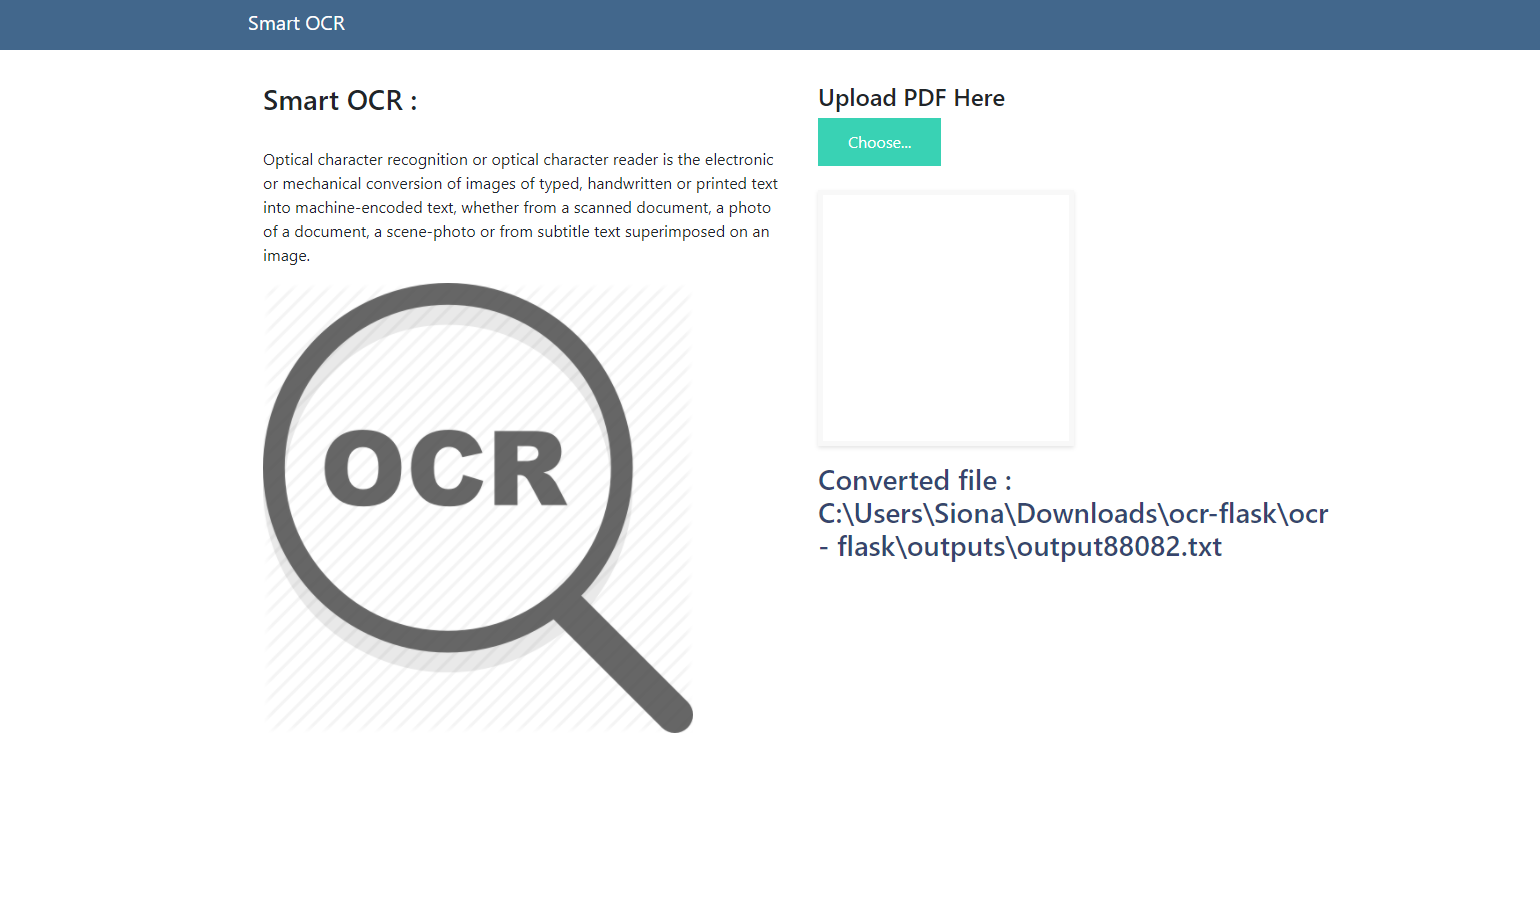 Smart OCR
Smart OCR :
Optical character recognition or optical character reader is the electronic
or mechanical conversion of images of typed, handwritten or printed text
into machine-encoded text, whether from a scanned document, a photo
of a document, a scene-photo or from subtitle text superimposed on an
image.
OCR
Upload PDF Here
Choose...
Converted file :
C:\Users\Siona\Downloads\ocr-flask\ocr
- flask\outputs\output88082.txt